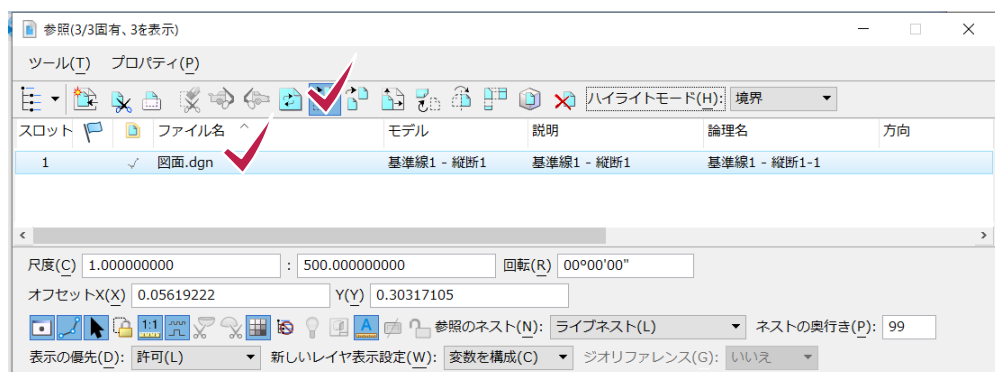 参照(3/3固有、3を表示)
ツール(T) プロパティ(P)
ハイライトモード(H): 境界
スロット ファイル名 モデル 説明 論理名 方向
1 図面.dgn 基準線1 - 縦断1 基準線1 - 縦断1 基準線1 - 縦断1-1
尺度(C) 1.000000000 : 500.000000000 回転(R) 00°00'00"
オフセットX(X) 0.05619222 Y(Y) 0.30317105
1:1 A 参照のネスト(N): ライブネスト(L) ネストの奥行き(P): 99
表示の優先(D): 許可(L) 新しいレイヤ表示設定(W): 変数を構成(C) ジオリファレンス(G): いいえ